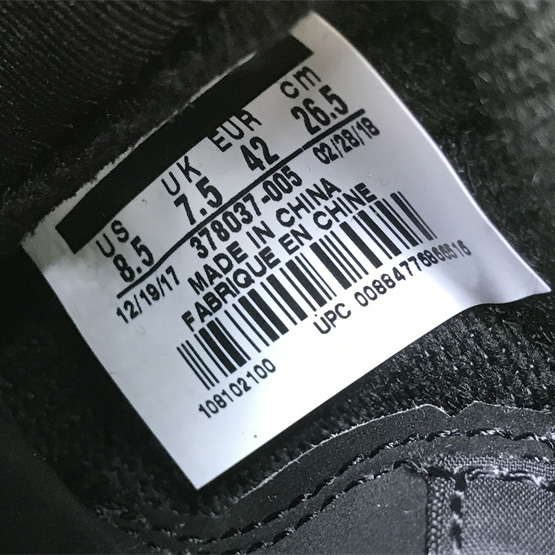 US UK EUR cm
8.5 7.5 42 26.5
12/19/17 378037-005 02/28/18
MADE IN CHINA
FABRIQUE EN CHINE
108102100 UPC 00884776860516